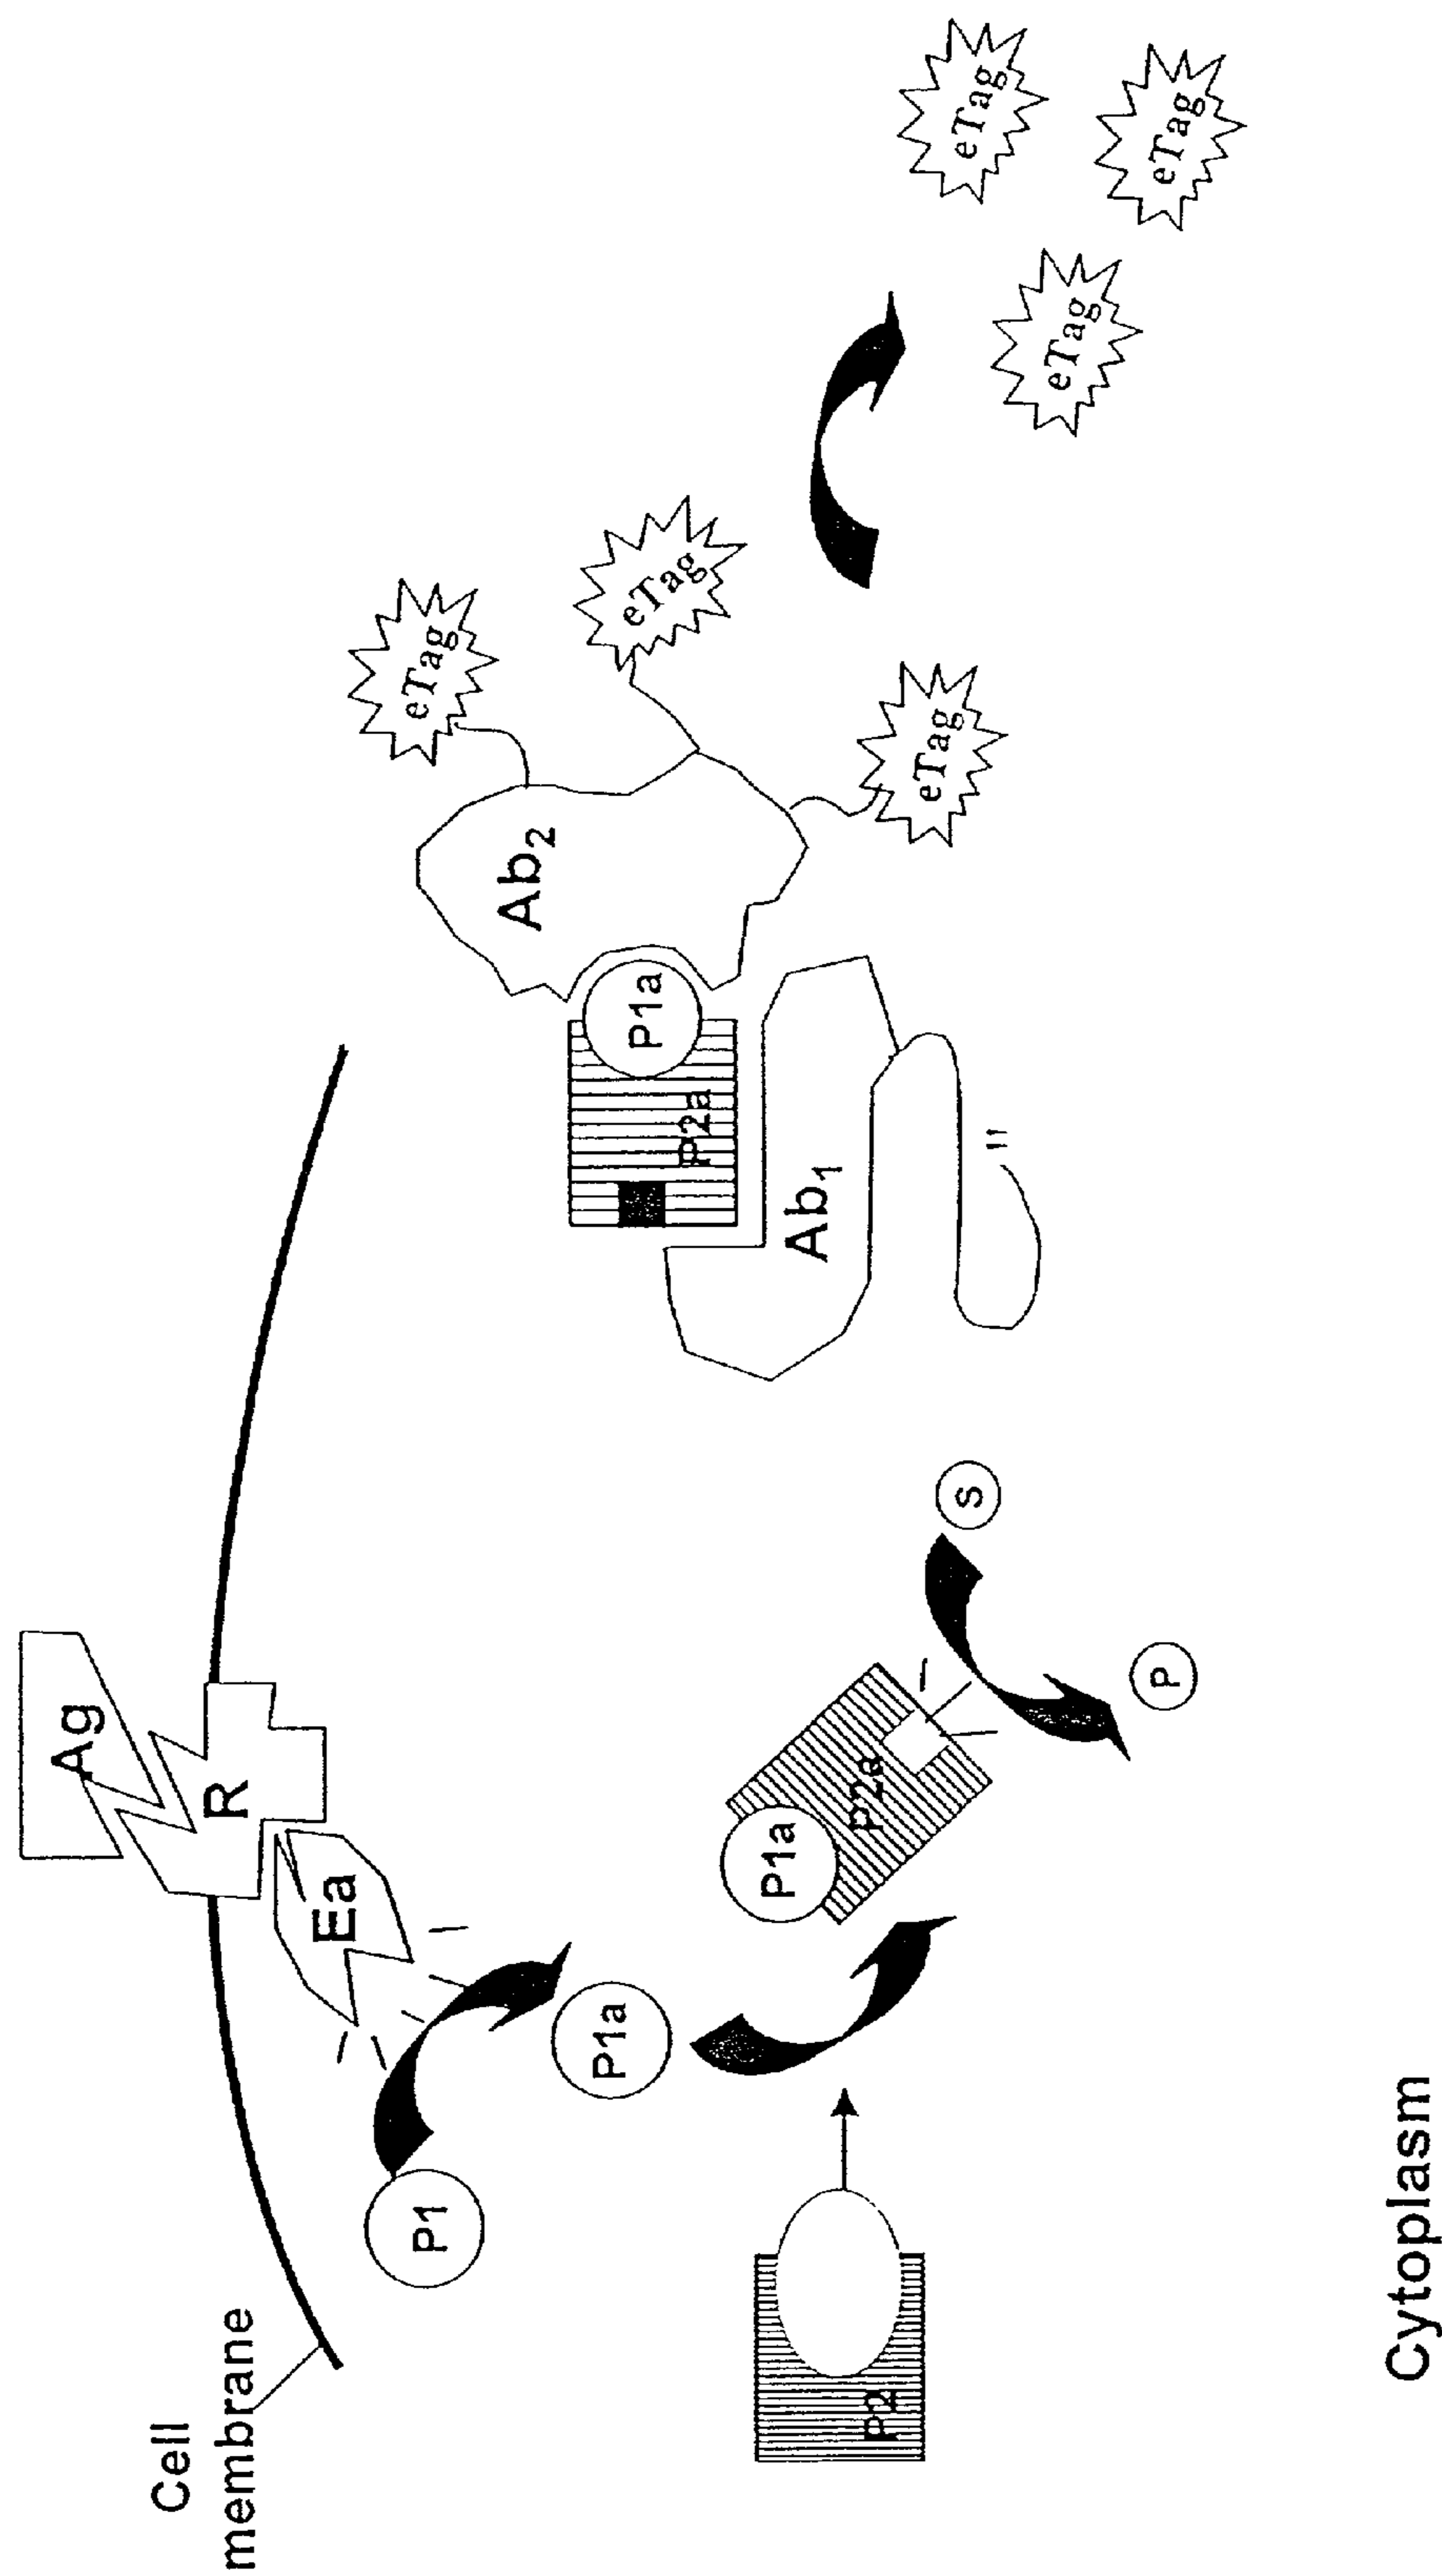 Cell
membrane
Ag
R
Ea
P1
P1a
P2
P1a
P2a
S
P
P1a
P2a
Ab1
Ab2
eTag
eTag
eTag
eTag
eTag
eTag
Cytoplasm